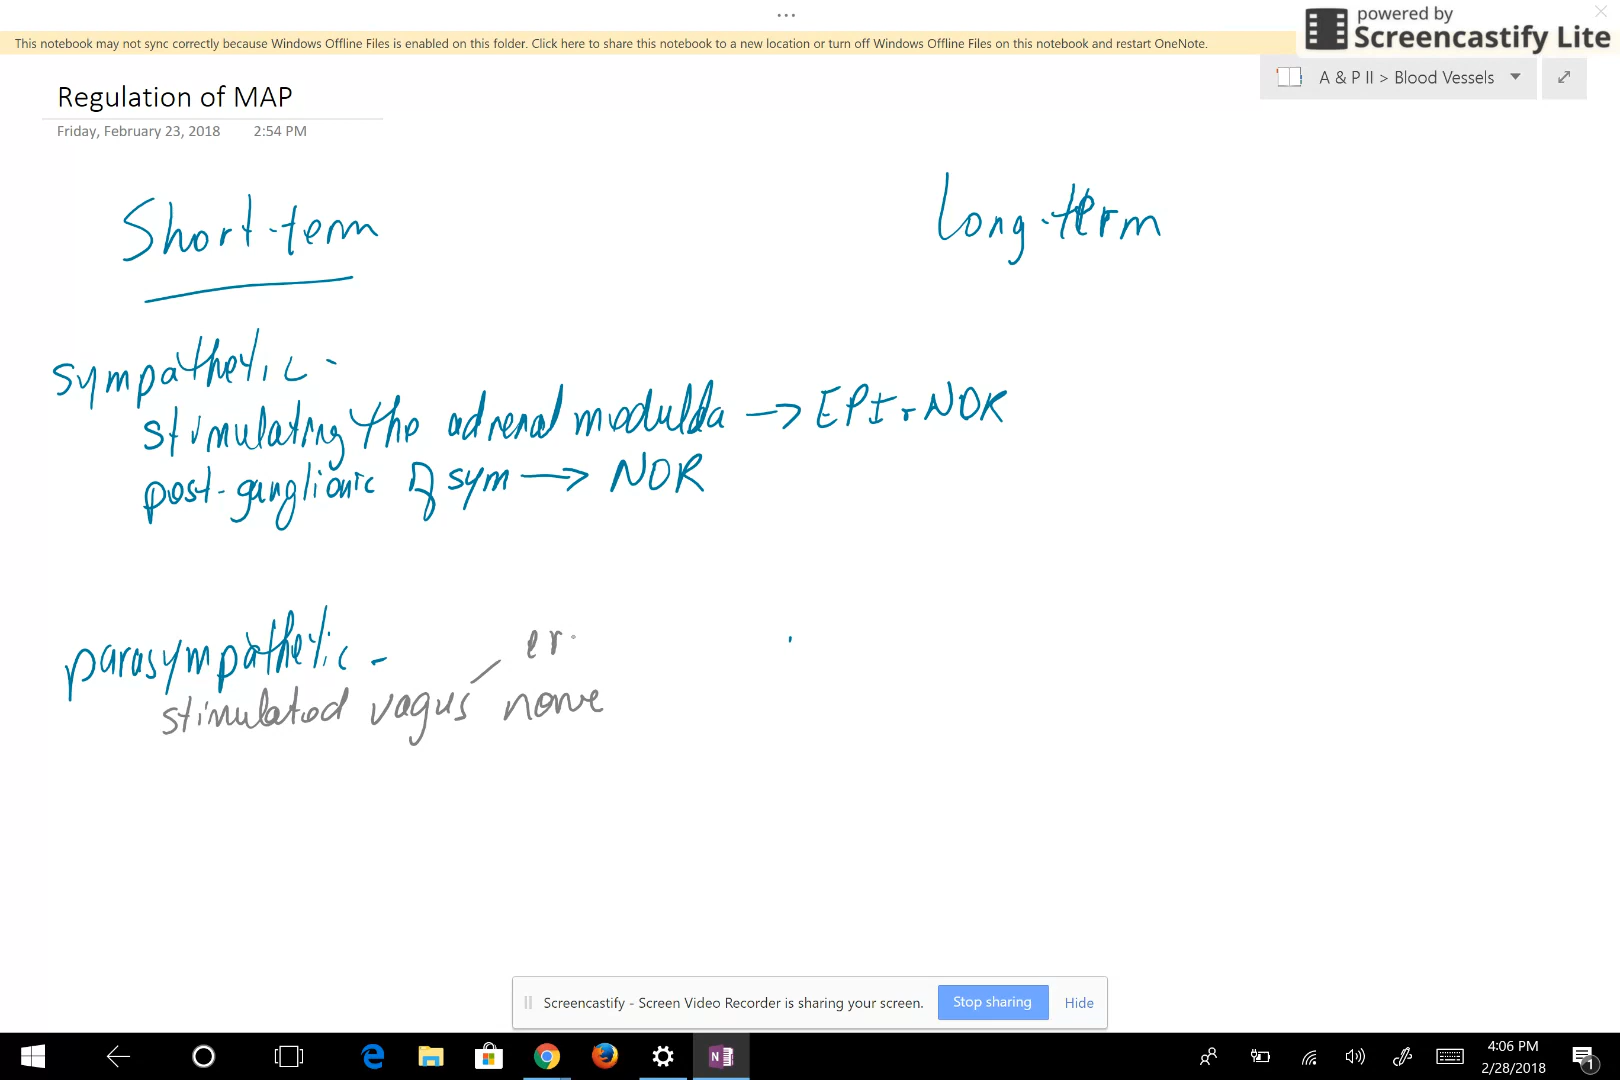 ...
powered by
Screencastify Lite
This notebook may not sync correctly because Windows Offline Files is enabled on this folder. Click here to share this notebook to a new location or turn off Windows Offline Files on this notebook and restart OneNote.
A & P II > Blood Vessels
Regulation of MAP
Friday, February 23, 2018 2:54 PM
Short-term
Long-term
sympathetic -
stimulating the adrenal modulda → EPI + NOR
post-ganglionic of sym → NOR
parasympathetic -
er
stimulated vagus nerve
Screencastify - Screen Video Recorder is sharing your screen. Stop sharing Hide
4:06 PM
2/28/2018
1